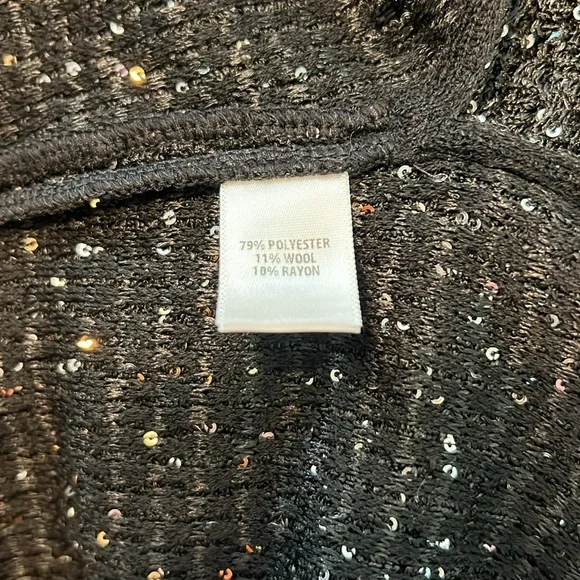 79% POLYESTER
11% WOOL
10% RAYON